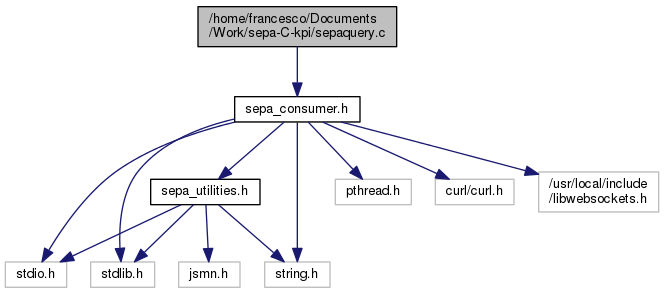 /home/francesco/Documents
/Work/sepa-C-kpi/sepaquery.c
sepa_consumer.h
sepa_utilities.h
pthread.h
curl/curl.h
/usr/local/include
/libwebsockets.h
stdio.h
stdlib.h
jsmn.h
string.h